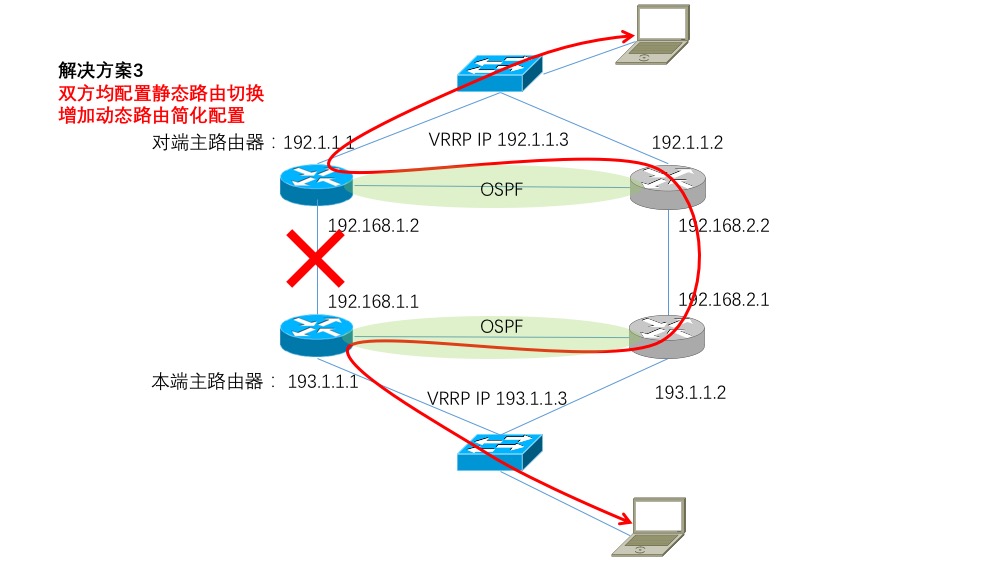 解决方案3
双方均配置静态路由切换
增加动态路由简化配置
对端主路由器：192.1.1.1
VRRP IP 192.1.1.3
192.1.1.2
OSPF
192.168.1.2
192.168.2.2
192.168.1.1
192.168.2.1
OSPF
本端主路由器： 193.1.1.1
VRRP IP 193.1.1.3
193.1.1.2